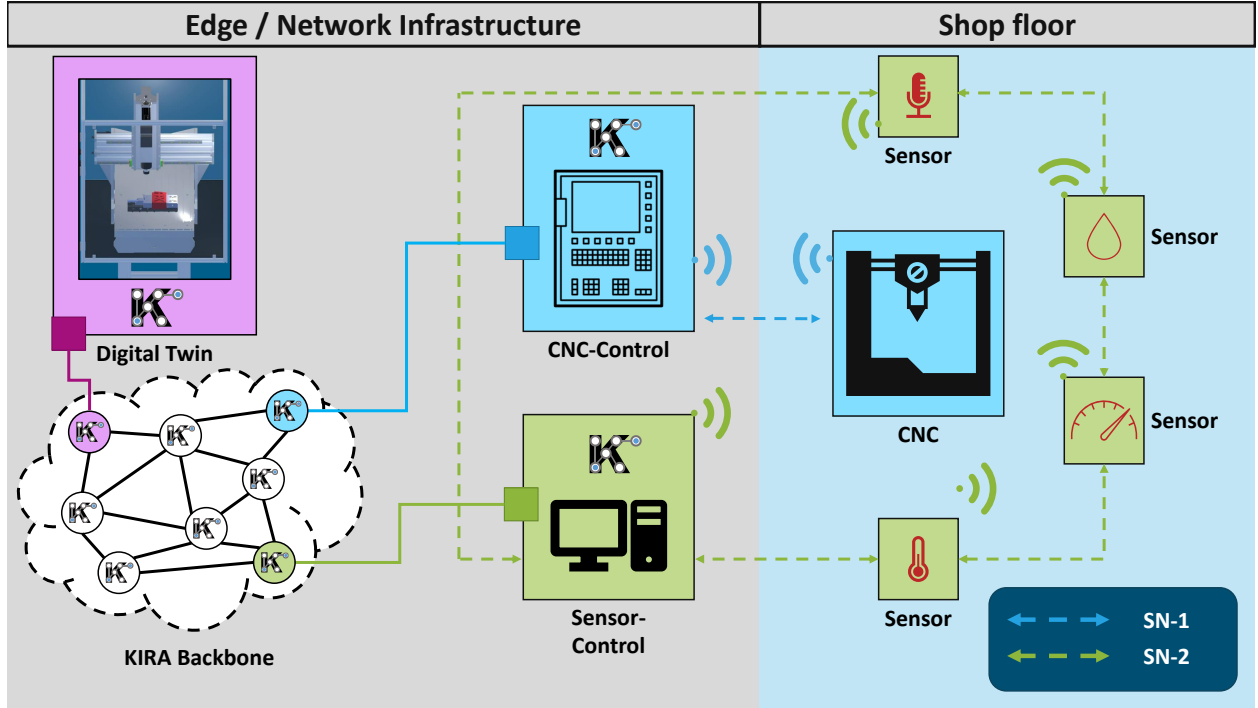 Edge / Network Infrastructure
Shop floor
Sensor
Sensor
Digital Twin
CNC-Control
CNC
Sensor
KIRA Backbone
Sensor-
Control
Sensor
SN-1
SN-2